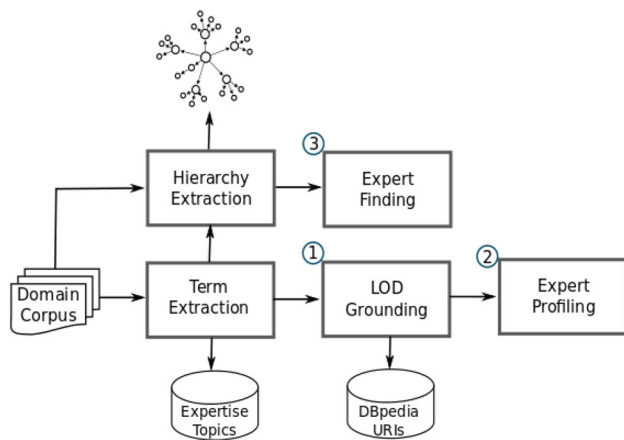 3
Hierarchy
Extraction
Expert
Finding
1
2
Domain
Corpus
Term
Extraction
LOD
Grounding
Expert
Profiling
Expertise
Topics
DBpedia
URIs